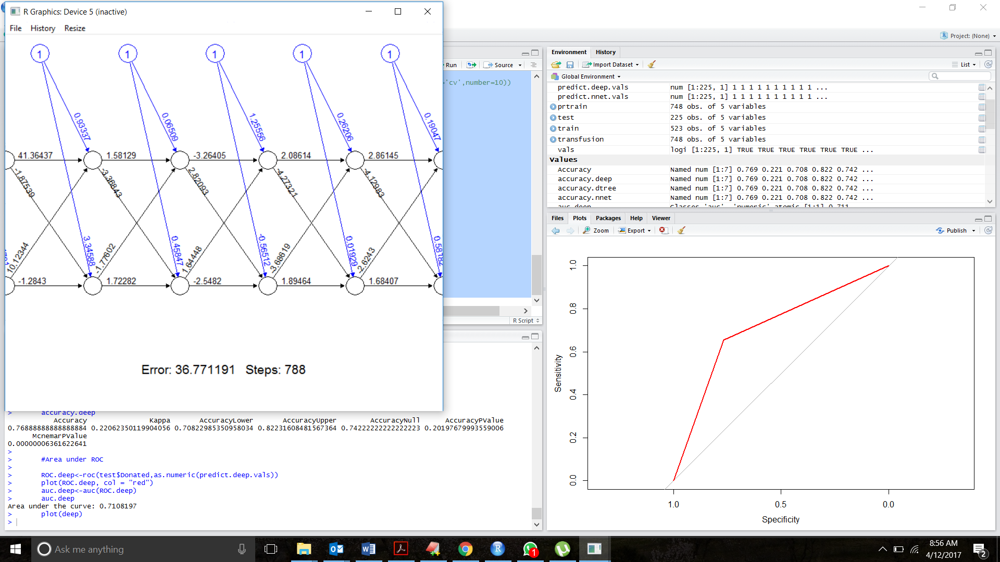 R Graphics: Device 5 (inactive)
File History Resize
1 1 1 1 1
0.93337 0.06509 1.25556 0.26206 0.19047
41.36437 1.58129 -3.26405 2.08614 2.86145
-1.87539 -3.36843 2.82093 -4.27321 -4.12983
10.12344 3.34588 -1.77602 0.45847 1.64448 -0.56512 -3.68619 0.01929 -2.6243 0.58182
-1.2843 1.72282 -2.5482 1.89464 1.68407
Error: 36.771191 Steps: 788
Run Source
='cv',number=10))
R Script
> accuracy.deep
Accuracy Kappa AccuracyLower AccuracyUpper AccuracyNull AccuracyPValue
0.76888888888888884 0.22062350119904056 0.70822985350958034 0.82231608481567364 0.74222222222222223 0.20197679993559006
McnemarPValue
0.00000006361622641
>
> #Area under ROC
>
> ROC.deep<-roc(test$Donated,as.numeric(predict.deep.vals))
> plot(ROC.deep, col = "red")
> auc.deep<-auc(ROC.deep)
> auc.deep
Area under the curve: 0.7108197
> plot(deep)
>
Project: (None)
Environment History
Import Dataset List
Global Environment
predict.deep.vals num [1:225, 1] 1 1 1 1 1 1 1 1 1 1 ...
predict.nnet.vals num [1:225, 1] 1 1 1 1 1 1 1 1 1 1 ...
prtrain 748 obs. of 5 variables
test 225 obs. of 5 variables
train 523 obs. of 5 variables
transfusion 748 obs. of 5 variables
vals logi [1:225, 1] TRUE TRUE TRUE TRUE TRUE TRUE ...
Values
Accuracy Named num [1:7] 0.769 0.221 0.708 0.822 0.742 ...
accuracy.deep Named num [1:7] 0.769 0.221 0.708 0.822 0.742 ...
accuracy.dtree Named num [1:7] 0.769 0.221 0.708 0.822 0.742 ...
accuracy.nnet Named num [1:7] 0.769 0.221 0.708 0.822 0.742 ...
auc.deep Classes 'auc', 'numeric' atomic [1:1] 0.711
Files Plots Packages Help Viewer
Zoom Export Publish
1.0
0.8
0.6
0.4
0.2
0.0
Sensitivity
1.0 0.5 0.0
Specificity
Ask me anything
1
8:56 AM
4/12/2017
2